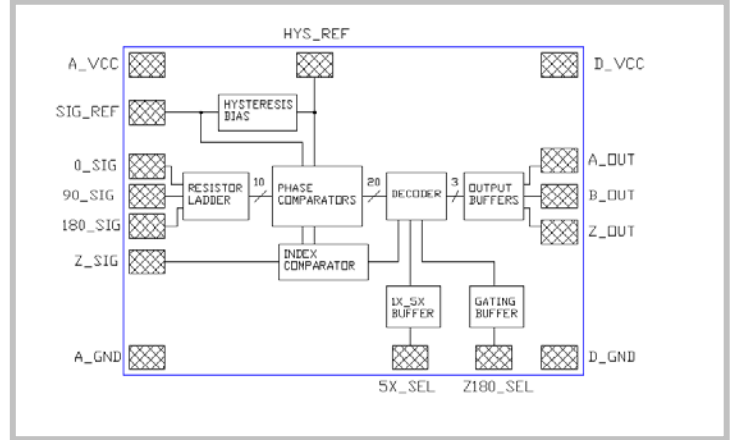 HYS_REF
A_VCC
D_VCC
SIG_REF
HYSTERESIS
BIAS
0_SIG
90_SIG
180_SIG
RESISTOR
LADDER
10
PHASE
COMPARATORS
20
DECODER
3
OUTPUT
BUFFERS
A_OUT
B_OUT
Z_OUT
Z_SIG
INDEX
COMPARATOR
1X_5X
BUFFER
GATING
BUFFER
A_GND
D_GND
5X_SEL
Z180_SEL